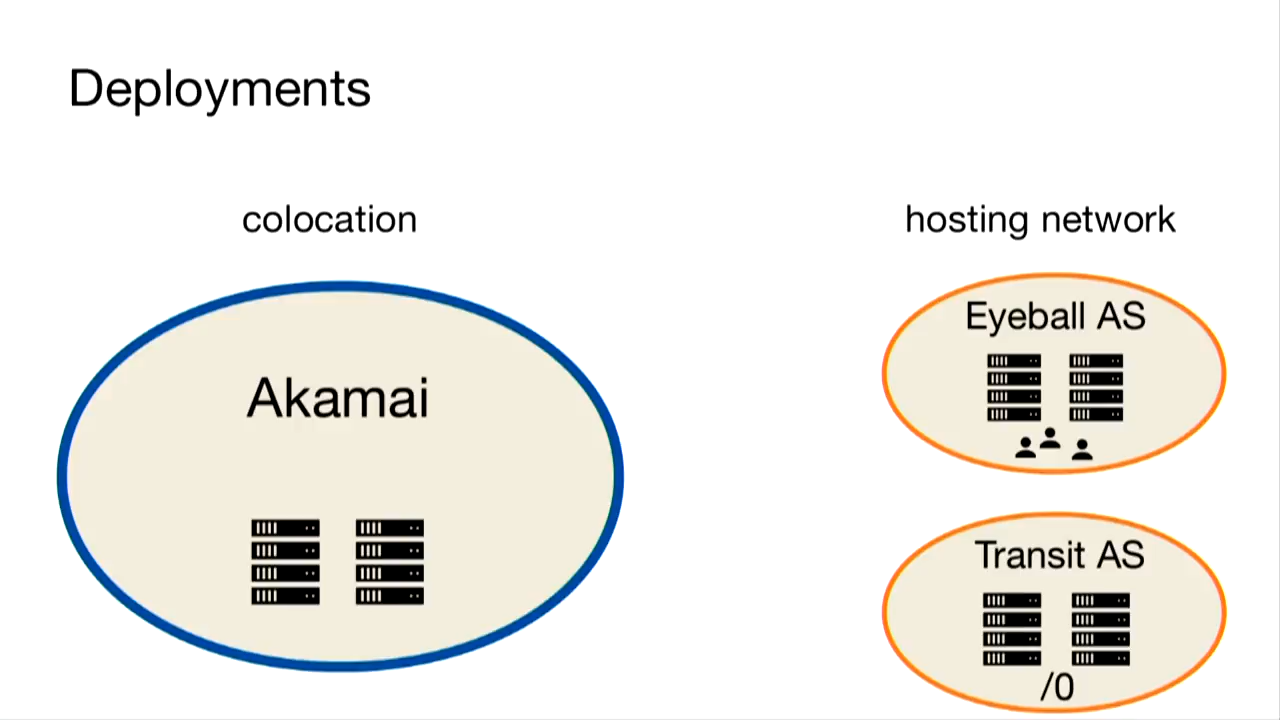 Deployments
colocation
hosting network
Akamai
Eyeball AS
Transit AS
/0